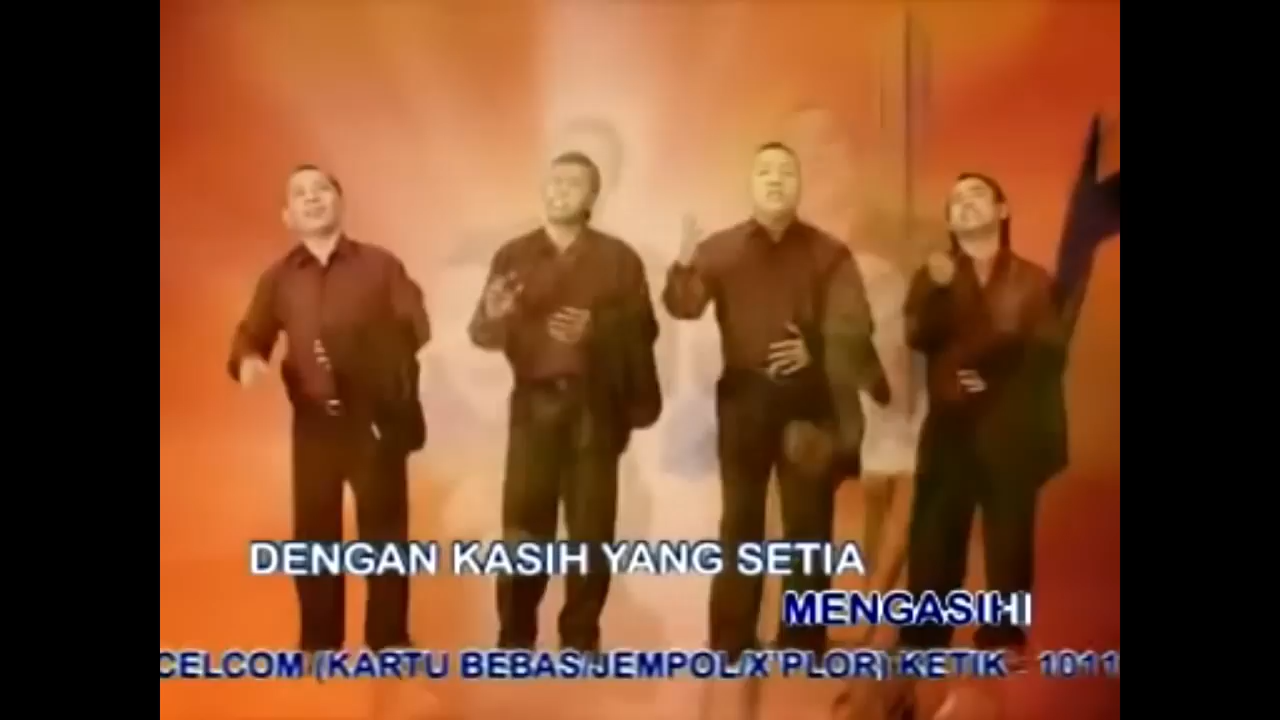 DENGAN KASIH YANG SETIA
MENGASIHI
CELCOM (KARTU BEBAS/JEMPOL/X'PLOR) KETIK - 1011